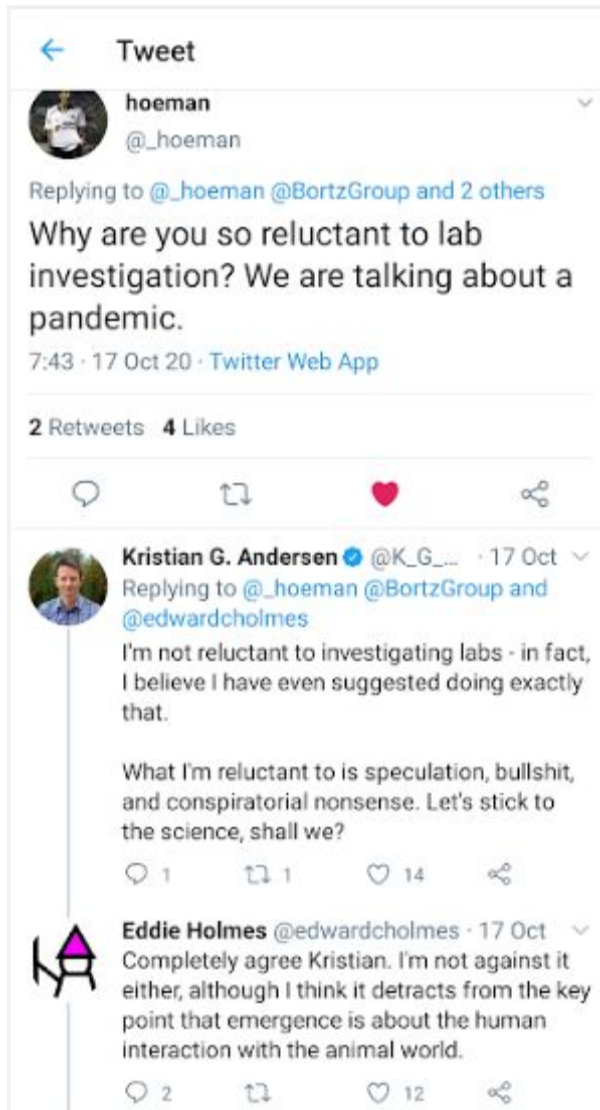 Tweet
hoeman
@_hoeman
Replying to @_hoeman @BortzGroup and 2 others
Why are you so reluctant to lab
investigation? We are talking about a
pandemic.
7:43 · 17 Oct 20 · Twitter Web App
2 Retweets 4 Likes
Kristian G. Andersen @K_G_... · 17 Oct
Replying to @_hoeman @BortzGroup and
@edwardcholmes
I'm not reluctant to investigating labs - in fact,
I believe I have even suggested doing exactly
that.
What I'm reluctant to is speculation, bullshit,
and conspiratorial nonsense. Let's stick to
the science, shall we?
1 1 14
Eddie Holmes @edwardcholmes · 17 Oct
Completely agree Kristian. I'm not against it
either, although I think it detracts from the key
point that emergence is about the human
interaction with the animal world.
2 12